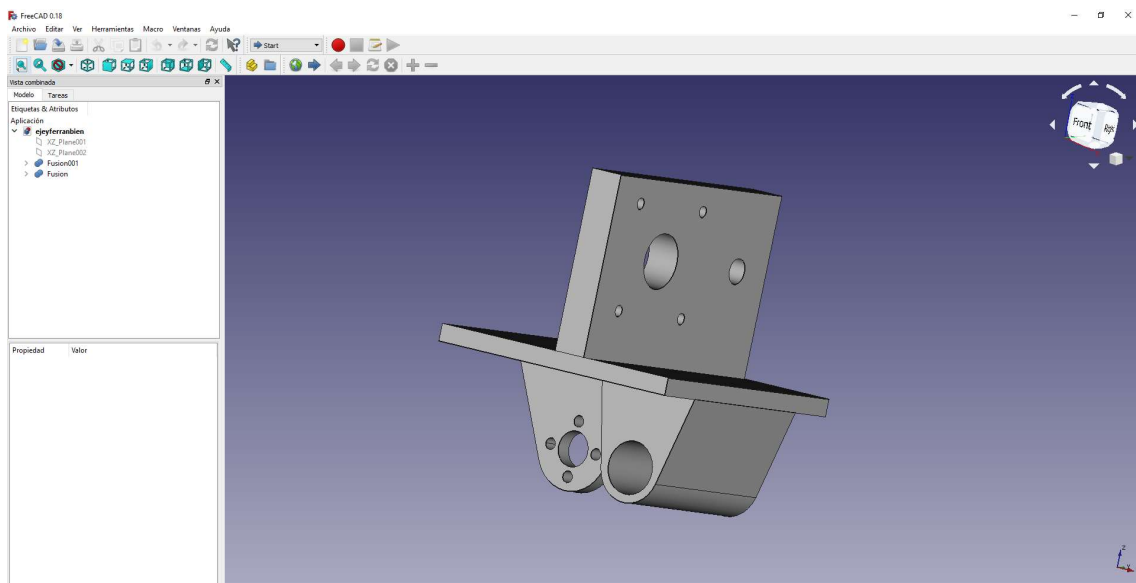 FreeCAD 0.18
Archivo Editar Ver Herramientas Macro Ventanas Ayuda
Start
Vista combinada
Modelo Tareas
Etiquetas & Atributos
Aplicación
ejeyferranbien
XZ_Plane001
XZ_Plane002
Fusion001
Fusion
Propiedad Valor
Front
Right
Z